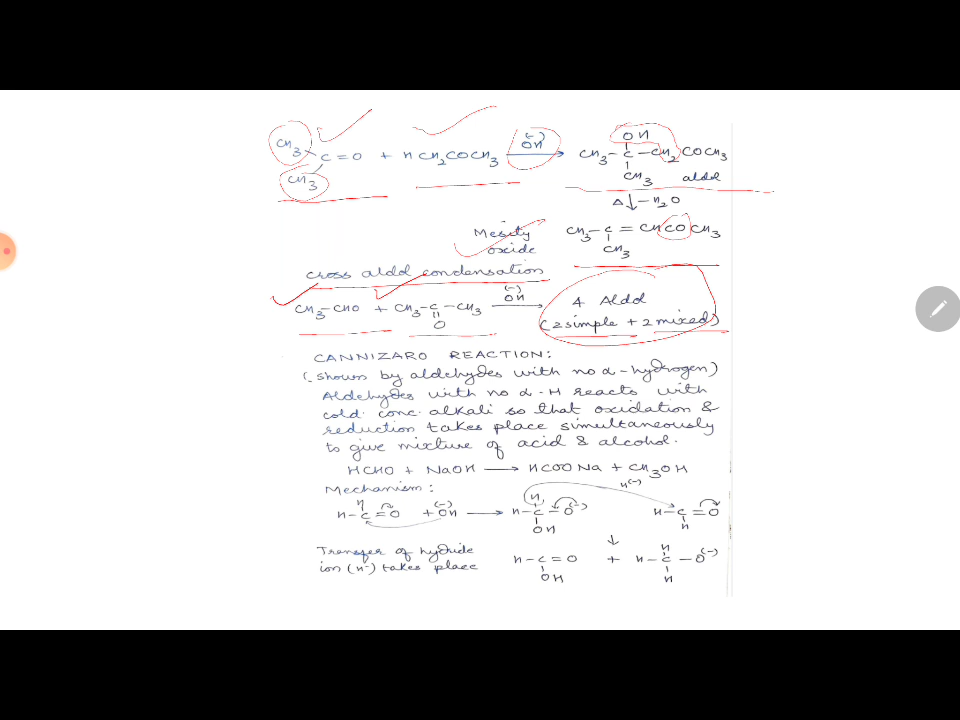 CH3
C = O + HCH2COCH3 (-) OH → CH3 - C - CH2COCH3
CH3
OH
CH3 aldol
Δ ↓ - H2O
Mesity oxide
CH3 - C = CHCOCH3
CH3
cross aldol condensation
CH3 - CHO + CH3 - C - CH3 (-) OH → 4 Aldol
O
(2 simple + 2 mixed)
CANNIZARO REACTION:
(shown by aldehydes with no α-hydrogen)
Aldehydes with no α-H reacts with
cold. conc. alkali so that oxidation &
reduction takes place simultaneously
to give mixture of acid & alcohol.
HCHO + NaOH → HCOONa + CH3OH
Mechanism:
H(-)
H H
H - C = O + (-) OH → H - C - O (-) H - C = O
OH H
↓
Transfer of hydride
ion (H-) takes place
H
H - C = O + H - C - O (-)
OH H